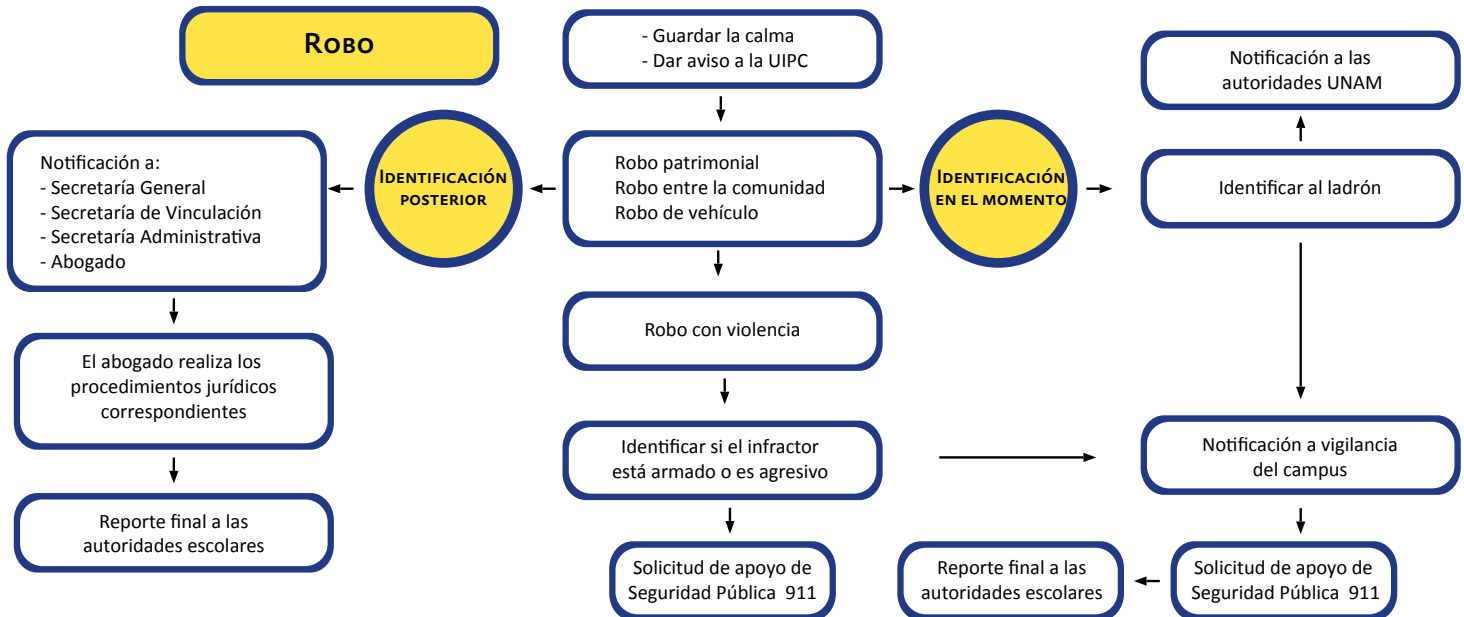 ROBO
- Guardar la calma
- Dar aviso a la UIPC
Notificación a las
autoridades UNAM
Notificación a:
- Secretaría General
- Secretaría de Vinculación
- Secretaría Administrativa
- Abogado
IDENTIFICACIÓN
POSTERIOR
Robo patrimonial
Robo entre la comunidad
Robo de vehículo
IDENTIFICACIÓN
EN EL MOMENTO
Identificar al ladrón
El abogado realiza los
procedimientos jurídicos
correspondientes
Robo con violencia
Identificar si el infractor
está armado o es agresivo
Notificación a vigilancia
del campus
Reporte final a las
autoridades escolares
Solicitud de apoyo de
Seguridad Pública 911
Reporte final a las
autoridades escolares
Solicitud de apoyo de
Seguridad Pública 911